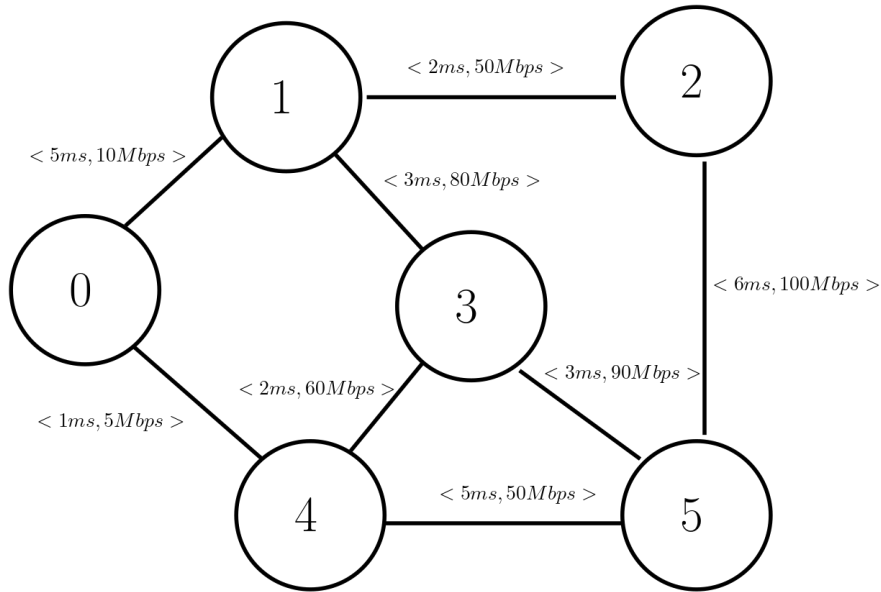 < 2ms, 50Mbps >
1
2
< 5ms, 10Mbps >
< 3ms, 80Mbps >
0
3
< 6ms, 100Mbps >
< 2ms, 60Mbps >
< 3ms, 90Mbps >
< 1ms, 5Mbps >
4
< 5ms, 50Mbps >
5